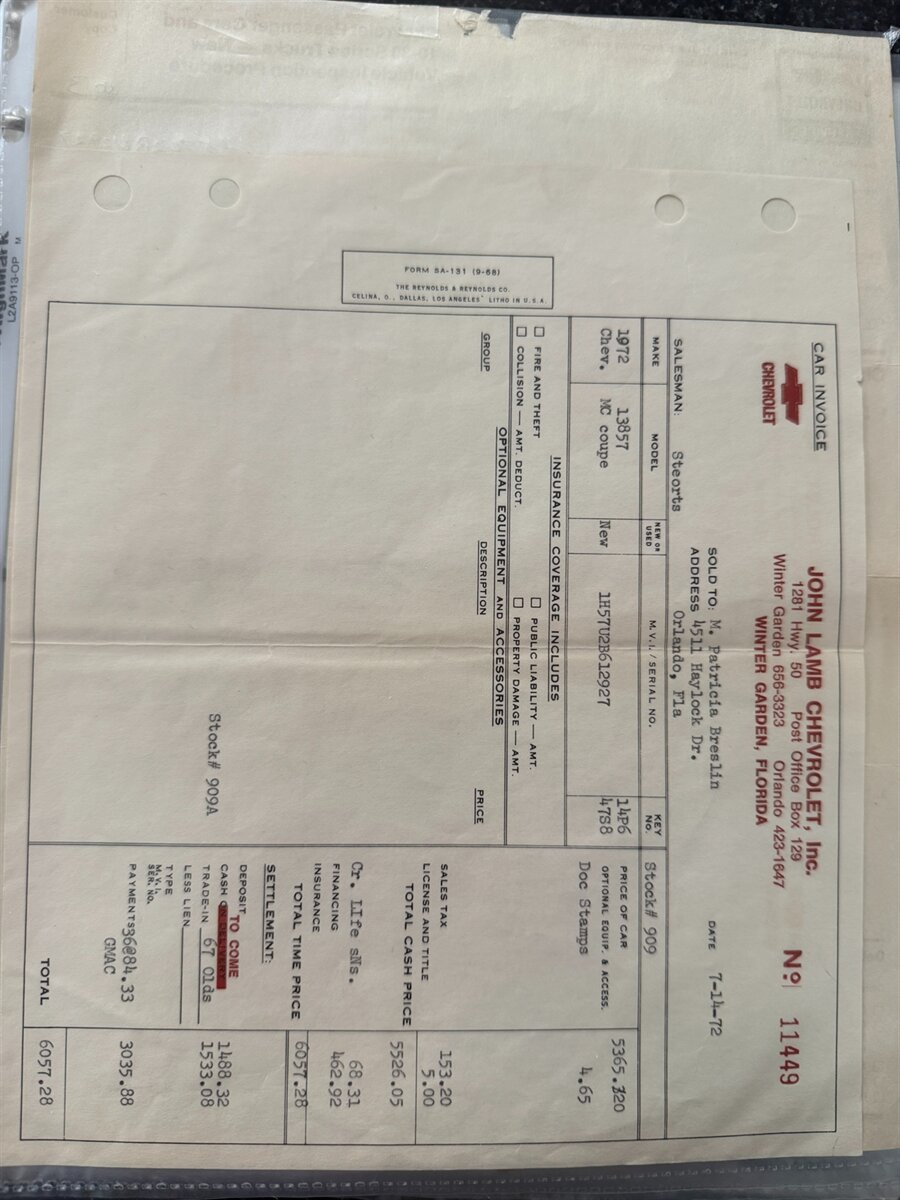 CAR INVOICE
CHEVROLET
JOHN LAMB CHEVROLET, Inc.
1281 Hwy. 50 Post Office Box 129
Winter Garden 656-3323 Orlando 423-1647
WINTER GARDEN, FLORIDA
No 11449
SOLD TO: M. Patricia Breslin
DATE 7-14-72
ADDRESS 4511 Haylock Dr.
Orlando, Fla
SALESMAN: Steorts
MAKE MODEL NEW OR USED M.V.I./SERIAL NO. KEY NO.
1972 13857 14P6
Chev. MC coupe New 1H57U2B612927 47S8
INSURANCE COVERAGE INCLUDES
FIRE AND THEFT PUBLIC LIABILITY — AMT.
COLLISION — AMT. DEDUCT. PROPERTY DAMAGE — AMT.
OPTIONAL EQUIPMENT AND ACCESSORIES
GROUP DESCRIPTION PRICE
Stock# 909A
Stock# 909
PRICE OF CAR 5365.20
OPTIONAL EQUIP. & ACCESS.
Doc Stamps 4.65
SALES TAX 153.20
LICENSE AND TITLE 5.00
TOTAL CASH PRICE 5526.05
Cr. LIfe sNs. 68.31
FINANCING 462.92
INSURANCE
TOTAL TIME PRICE 6057.28
SETTLEMENT:
DEPOSIT TO COME
CASH ON DELIVERY 1488.32
TRADE-IN 67 Olds 1533.08
LESS LIEN
TYPE
M.V.I.
SER. No.
PAYMENTS 36@84.33 3035.88
GMAC
TOTAL 6057.28
FORM SA-131 (9-68)
THE REYNOLDS & REYNOLDS CO.
CELINA, O., DALLAS, LOS ANGELES LITHO IN U.S.A.
L2A9113-OP